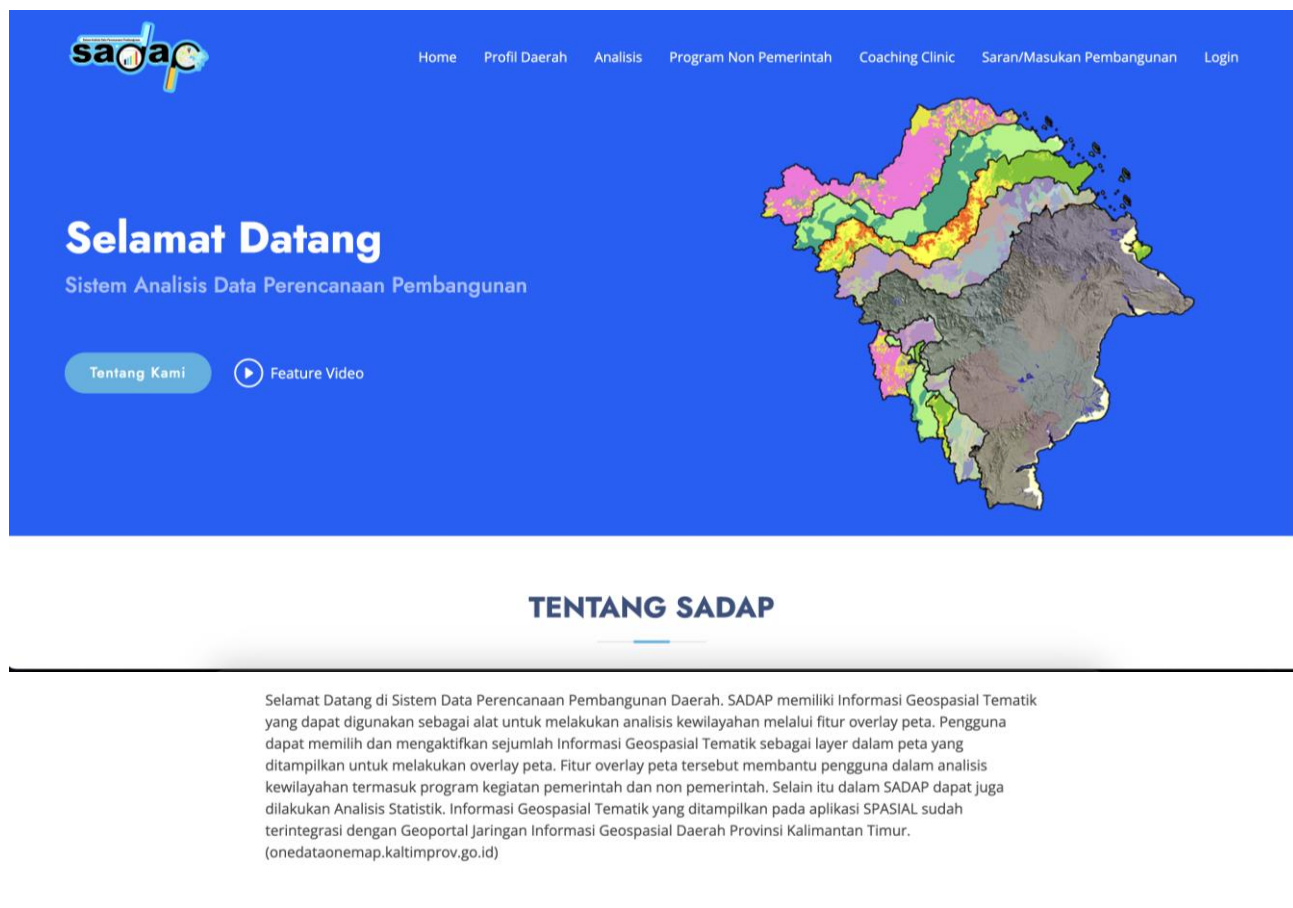 sadap
Home Profil Daerah Analisis Program Non Pemerintah Coaching Clinic Saran/Masukan Pembangunan Login
Selamat Datang
Sistem Analisis Data Perencanaan Pembangunan
Tentang Kami Feature Video
TENTANG SADAP
Selamat Datang di Sistem Data Perencanaan Pembangunan Daerah. SADAP memiliki Informasi Geospasial Tematik
yang dapat digunakan sebagai alat untuk melakukan analisis kewilayahan melalui fitur overlay peta. Pengguna
dapat memilih dan mengaktifkan sejumlah Informasi Geospasial Tematik sebagai layer dalam peta yang
ditampilkan untuk melakukan overlay peta. Fitur overlay peta tersebut membantu pengguna dalam analisis
kewilayahan termasuk program kegiatan pemerintah dan non pemerintah. Selain itu dalam SADAP dapat juga
dilakukan Analisis Statistik. Informasi Geospasial Tematik yang ditampilkan pada aplikasi SPASIAL sudah
terintegrasi dengan Geoportal Jaringan Informasi Geospasial Daerah Provinsi Kalimantan Timur.
(onedataonemap.kaltimprov.go.id)